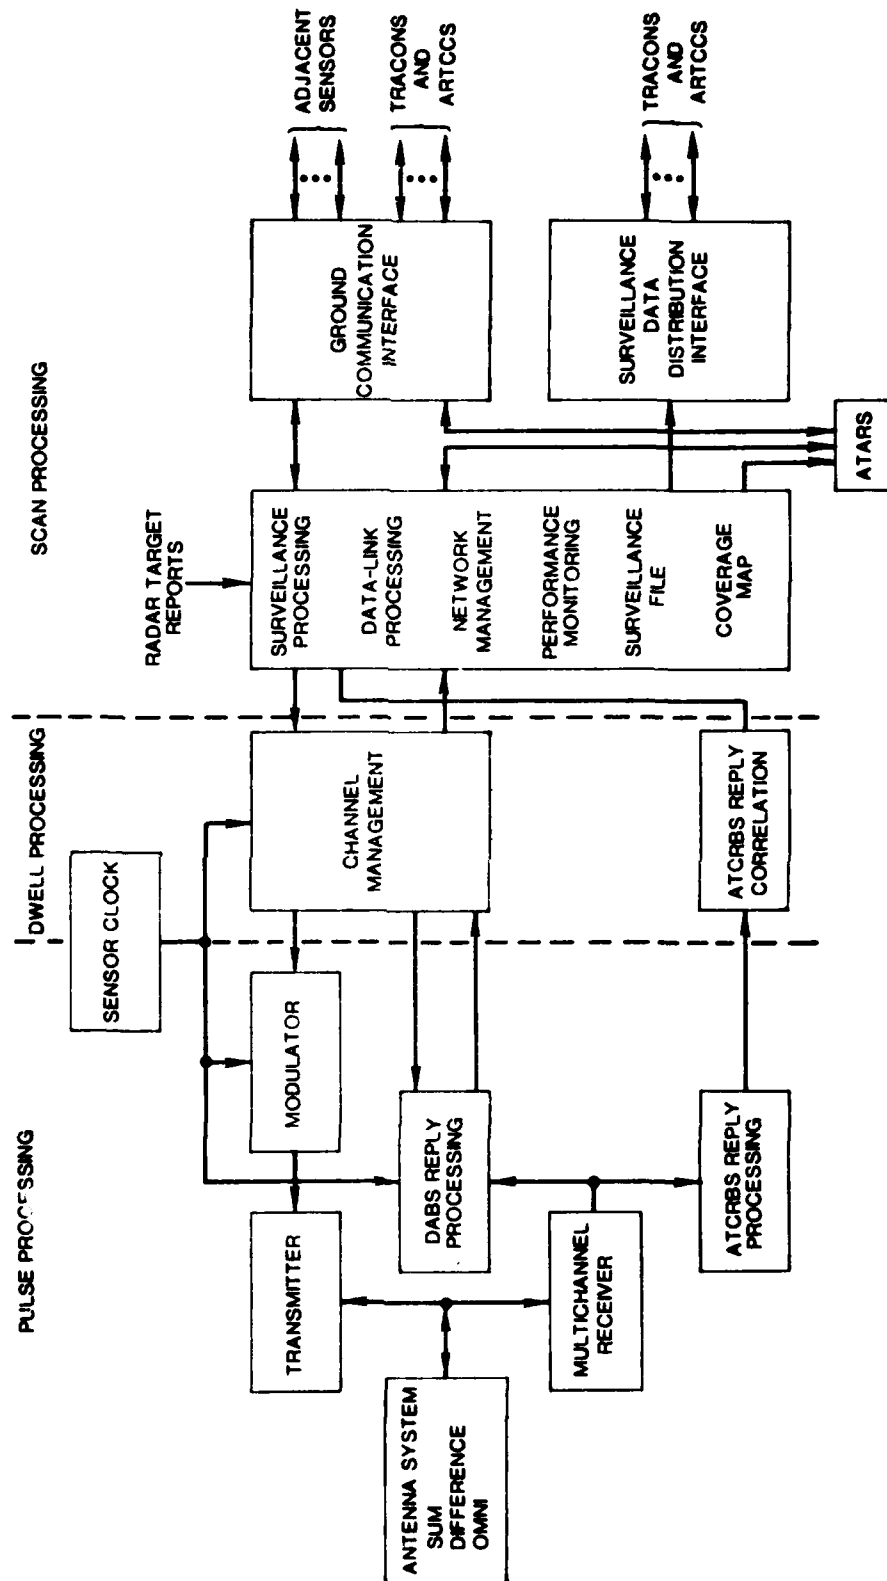 PULSE PROCESSING
DWELL PROCESSING
SCAN PROCESSING
SENSOR CLOCK
RADAR TARGET
REPORTS
TRANSMITTER
MODULATOR
CHANNEL
MANAGEMENT
SURVEILLANCE
PROCESSING
DATA-LINK
PROCESSING
NETWORK
MANAGEMENT
PERFORMANCE
MONITORING
SURVEILLANCE
FILE
COVERAGE
MAP
GROUND
COMMUNICATION
INTERFACE
ADJACENT
SENSORS
TRACONS
AND
ARTCCS
ANTENNA SYSTEM
SUM
DIFFERENCE
OMNI
DABS REPLY
PROCESSING
MULTICHANNEL
RECEIVER
SURVEILLANCE
DATA
DISTRIBUTION
INTERFACE
TRACONS
AND
ARTCCS
ATCRBS REPLY
PROCESSING
ATCRBS REPLY
CORRELATION
ATARS